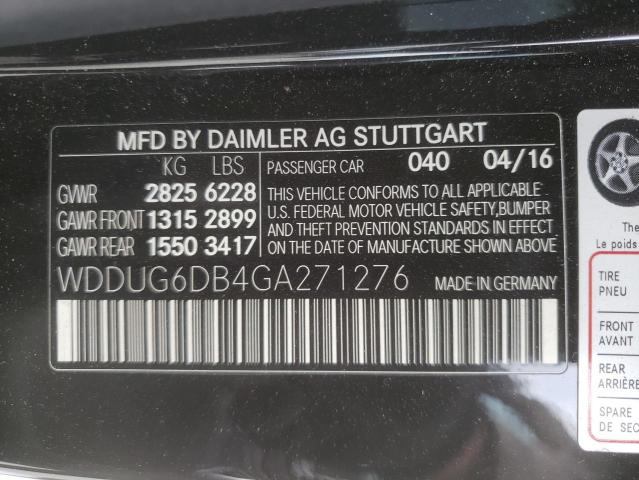 MFD BY DAIMLER AG STUTTGART
KG LBS PASSENGER CAR 040 04/16
GVWR 2825 6228
GAWR FRONT 1315 2899
GAWR REAR 1550 3417
THIS VEHICLE CONFORMS TO ALL APPLICABLE
U.S. FEDERAL MOTOR VEHICLE SAFETY, BUMPER
AND THEFT PREVENTION STANDARDS IN EFFECT
ON THE DATE OF MANUFACTURE SHOWN ABOVE
WDDUG6DB4GA271276 MADE IN GERMANY
The
Le poids
TIRE
PNEU
FRONT
AVANT
REAR
ARRIÈRE
SPARE
DE SEC